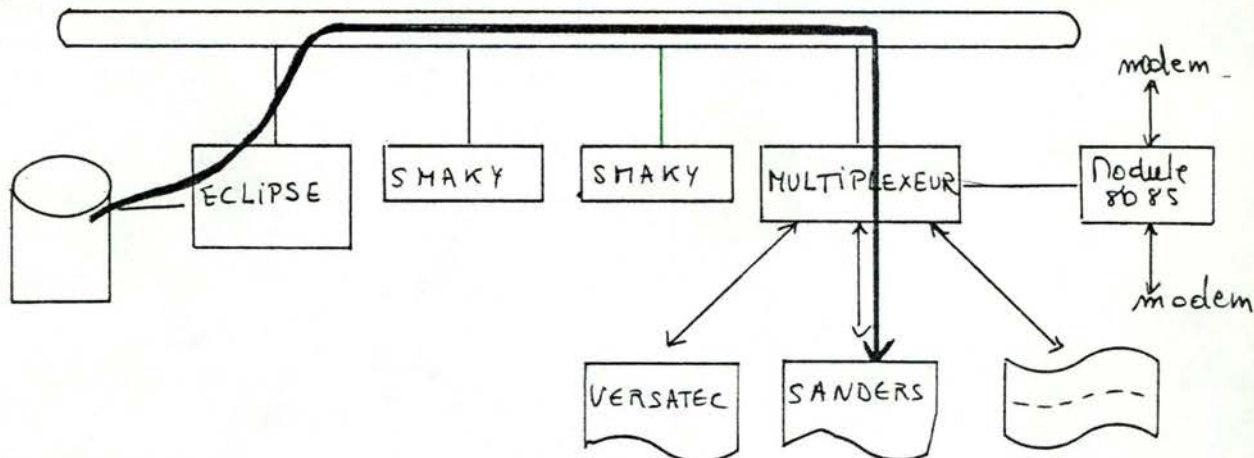 modem
ECLIPSE
SMAKY
SMAKY
MULTIPLEXEUR
Module
8085
modem
VERSATEC
SANDERS